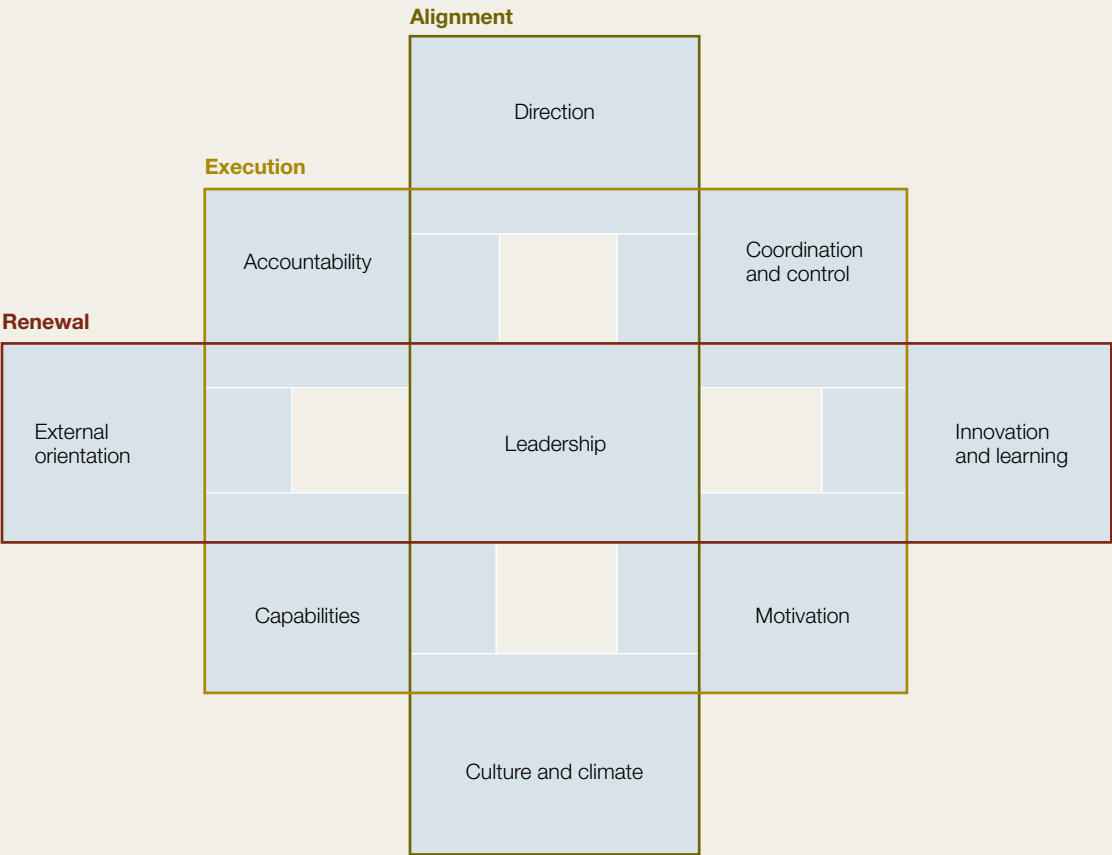 Alignment
Direction
Execution
Accountability
Coordination
and control
Renewal
External
orientation
Leadership
Innovation
and learning
Capabilities
Motivation
Culture and climate